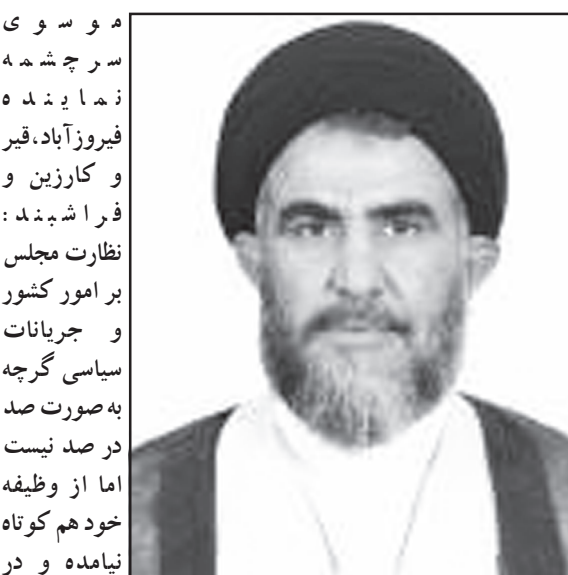 موسوی
سرچشمه
نماینده
فیروزآباد،قیر
و کارزین و
فراشبند:
نظارت مجلس
بر امور کشور
و جریانات
سیاسی گرچه
به صورت صد
در صد نیست
اما از وظیفه
خود هم کوتاه
نیامده و در